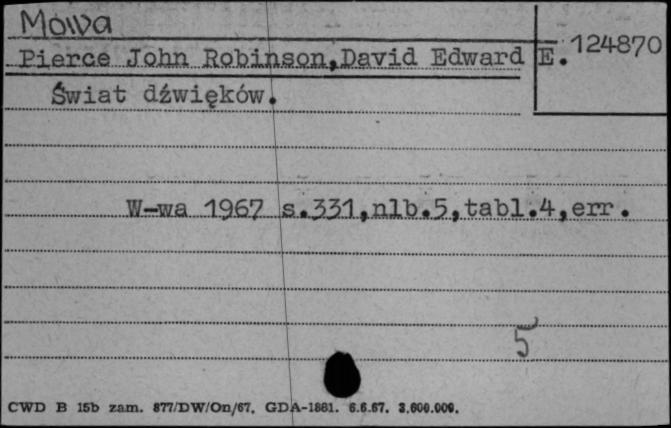 Mowa
Pierce John Robinson,David Edward E.124870
Świat dźwięków.
W-wa 1967 s.331,nlb.5,tabl.4,err.
5
CWD B 15b zam. 877/DW/On/67. GDA-1881. 6.6.67. 3.600.000.